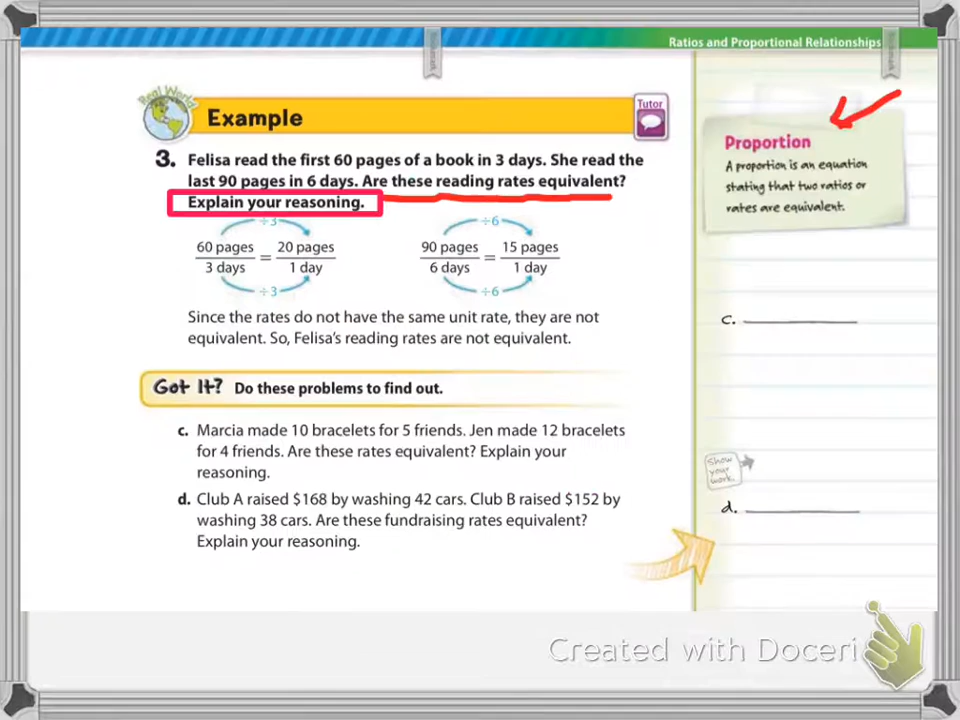 Ratios and Proportional Relationships
Real World
Example
Tutor
3. Felisa read the first 60 pages of a book in 3 days. She read the
last 90 pages in 6 days. Are these reading rates equivalent?
Explain your reasoning.
÷3
÷6
60 pages
3 days
=
20 pages
1 day
90 pages
6 days
=
15 pages
1 day
÷3
÷6
Since the rates do not have the same unit rate, they are not
equivalent. So, Felisa's reading rates are not equivalent.
Got It? Do these problems to find out.
c. Marcia made 10 bracelets for 5 friends. Jen made 12 bracelets
for 4 friends. Are these rates equivalent? Explain your
reasoning.
d. Club A raised $168 by washing 42 cars. Club B raised $152 by
washing 38 cars. Are these fundraising rates equivalent?
Explain your reasoning.
Proportion
A proportion is an equation
stating that two ratios or
rates are equivalent.
c.
Show
your
work.
d.
Created with Doceri